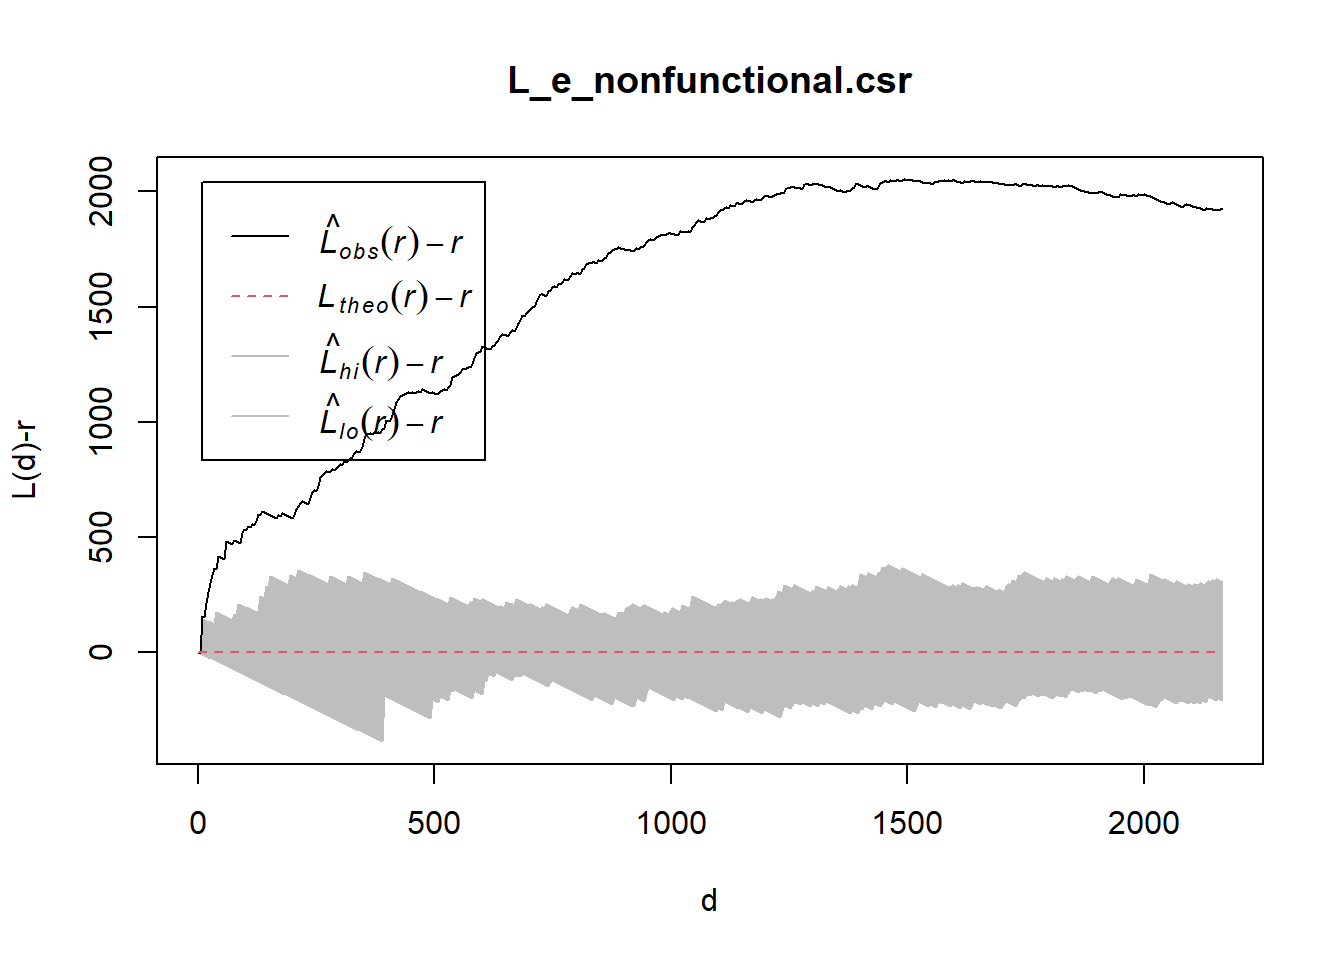 L_e_nonfunctional.csr
L̂obs(r) − r
Ltheo(r) − r
L̂hi(r) − r
L̂lo(r) − r
L(d)-r
0
500
1000
1500
2000
0 500 1000 1500 2000
d